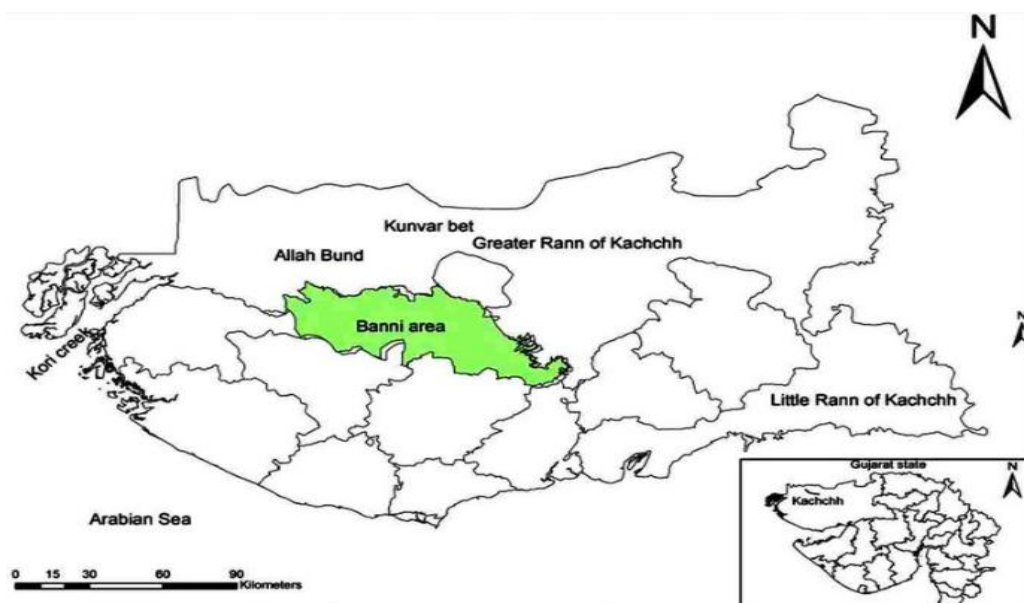 N
Kunvar bet
Greater Rann of Kachchh
Allah Bund
Banni area
Kori creek
N
Little Rann of Kachchh
Arabian Sea
Gujarat state
N
Kachchh
0 15 30 60 90
Kilometers